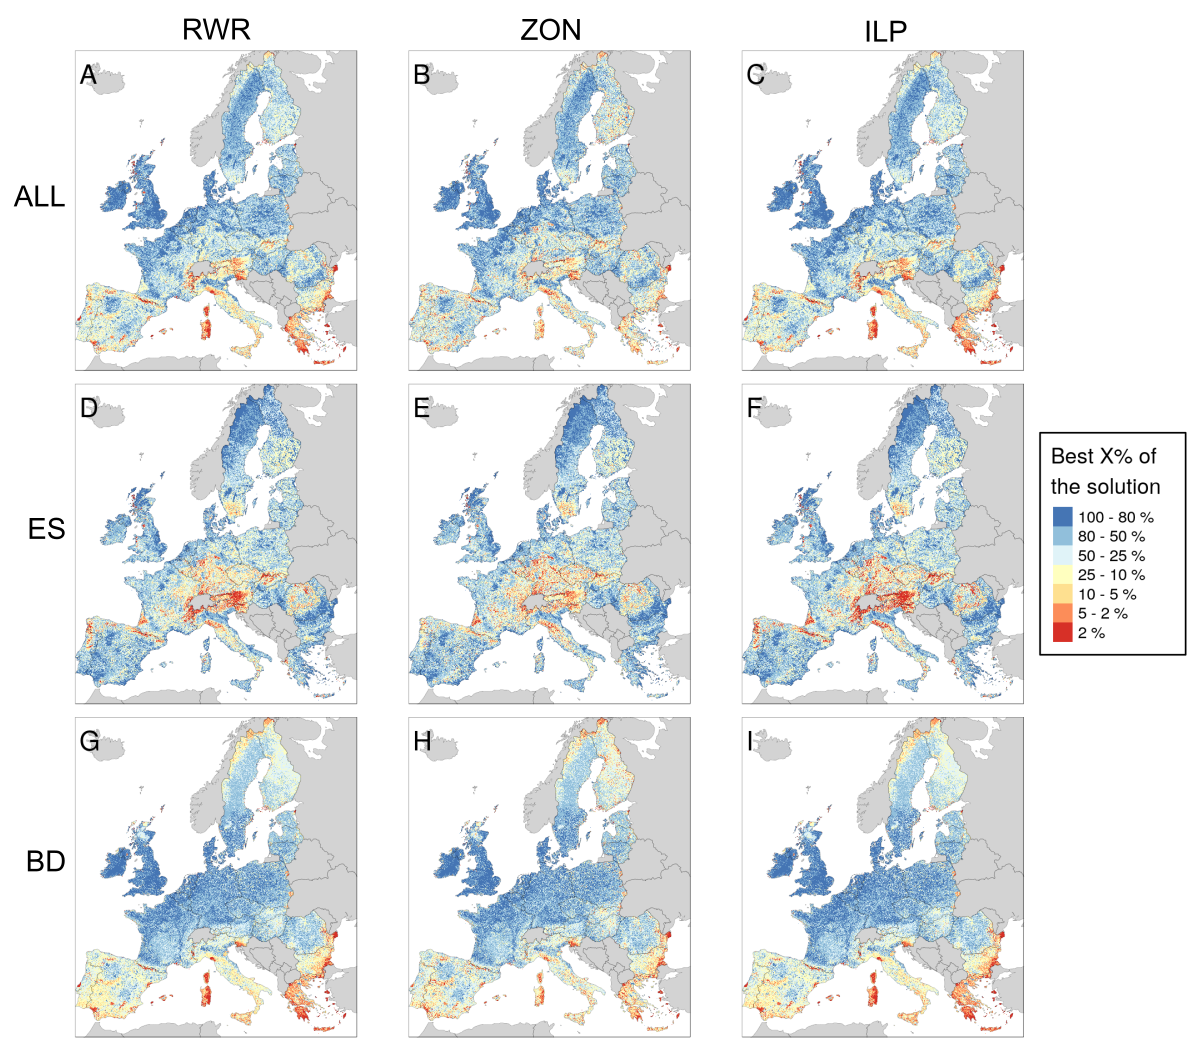 RWR ZON ILP
A B C
ALL
D E F
ES
Best X% of
the solution
100 - 80 %
80 - 50 %
50 - 25 %
25 - 10 %
10 - 5 %
5 - 2 %
2 %
G H I
BD